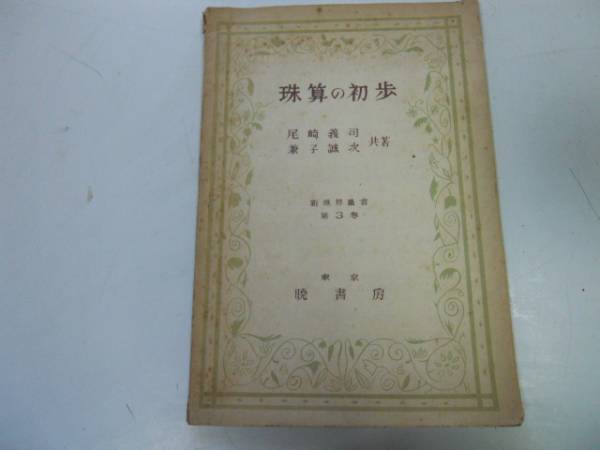 珠算の初歩
尾崎義司
兼子誠次 共著
第3巻
東京
暁書房